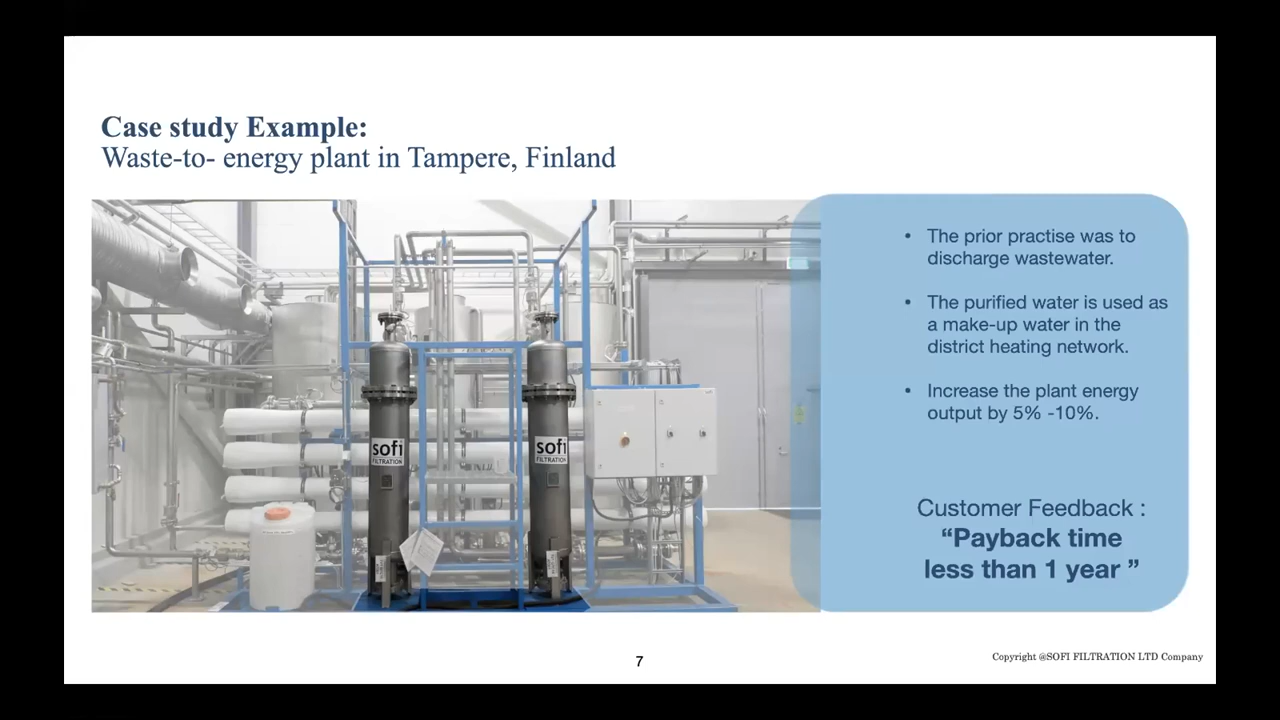 Case study Example:
Waste-to- energy plant in Tampere, Finland
sofi
FILTRATION
sofi
FILTRATION
• The prior practise was to
discharge wastewater.
• The purified water is used as
a make-up water in the
district heating network.
• Increase the plant energy
output by 5% -10%.
Customer Feedback :
“Payback time
less than 1 year ”
7
Copyright @SOFI FILTRATION LTD Company